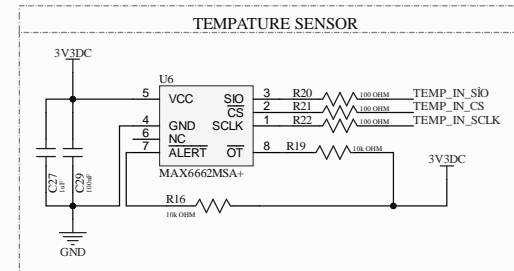 TEMPATURE SENSOR
3V3DC
U6
5 VCC SIO 3 R20 100 OHM TEMP_IN_SİO
CS 2 R21 100 OHM TEMP_IN_CS
4 GND SCLK 1 R22 100 OHM TEMP_IN_SCLK
6 NC
7 ALERT OT 8 R19 10k OHM
MAX6662MSA+
3V3DC
C27 1uF
C29 100nF
R16
10k OHM
GND